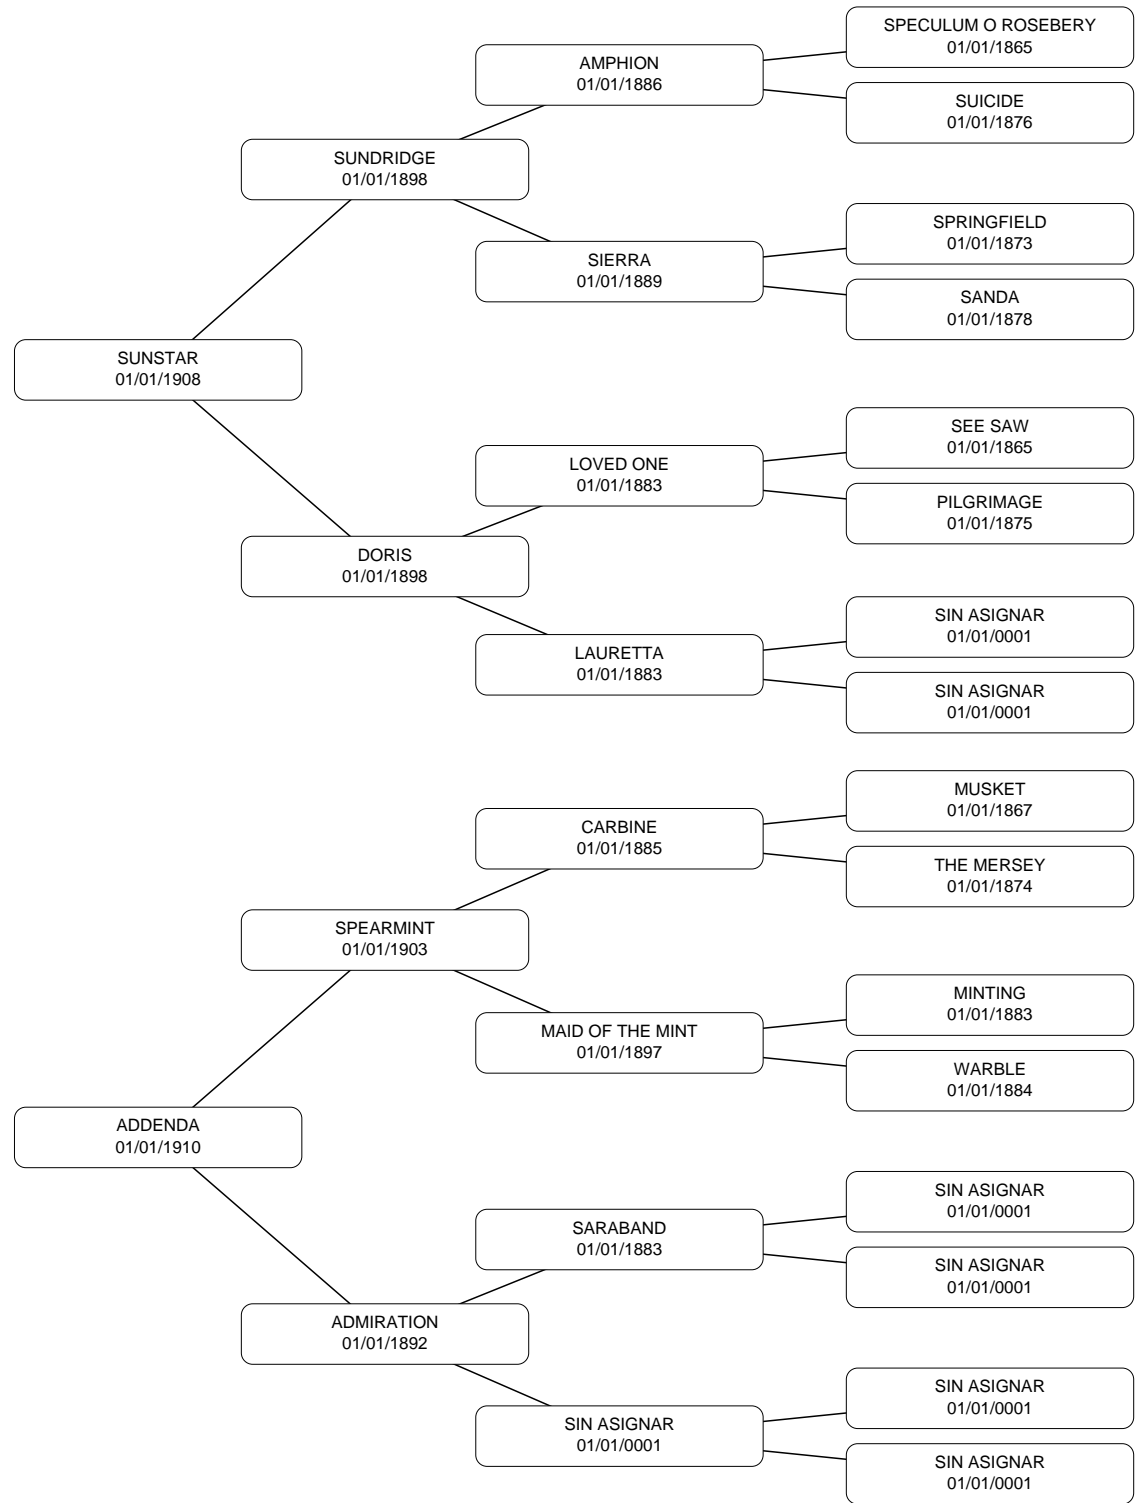 SPECULUM O ROSEBERY
01/01/1865
AMPHION
01/01/1886
SUICIDE
01/01/1876
SUNDRIDGE
01/01/1898
SPRINGFIELD
01/01/1873
SIERRA
01/01/1889
SANDA
01/01/1878
SUNSTAR
01/01/1908
SEE SAW
01/01/1865
LOVED ONE
01/01/1883
PILGRIMAGE
01/01/1875
DORIS
01/01/1898
SIN ASIGNAR
01/01/0001
LAURETTA
01/01/1883
SIN ASIGNAR
01/01/0001
MUSKET
01/01/1867
CARBINE
01/01/1885
THE MERSEY
01/01/1874
SPEARMINT
01/01/1903
MINTING
01/01/1883
MAID OF THE MINT
01/01/1897
WARBLE
01/01/1884
ADDENDA
01/01/1910
SIN ASIGNAR
01/01/0001
SARABAND
01/01/1883
SIN ASIGNAR
01/01/0001
ADMIRATION
01/01/1892
SIN ASIGNAR
01/01/0001
SIN ASIGNAR
01/01/0001
SIN ASIGNAR
01/01/0001